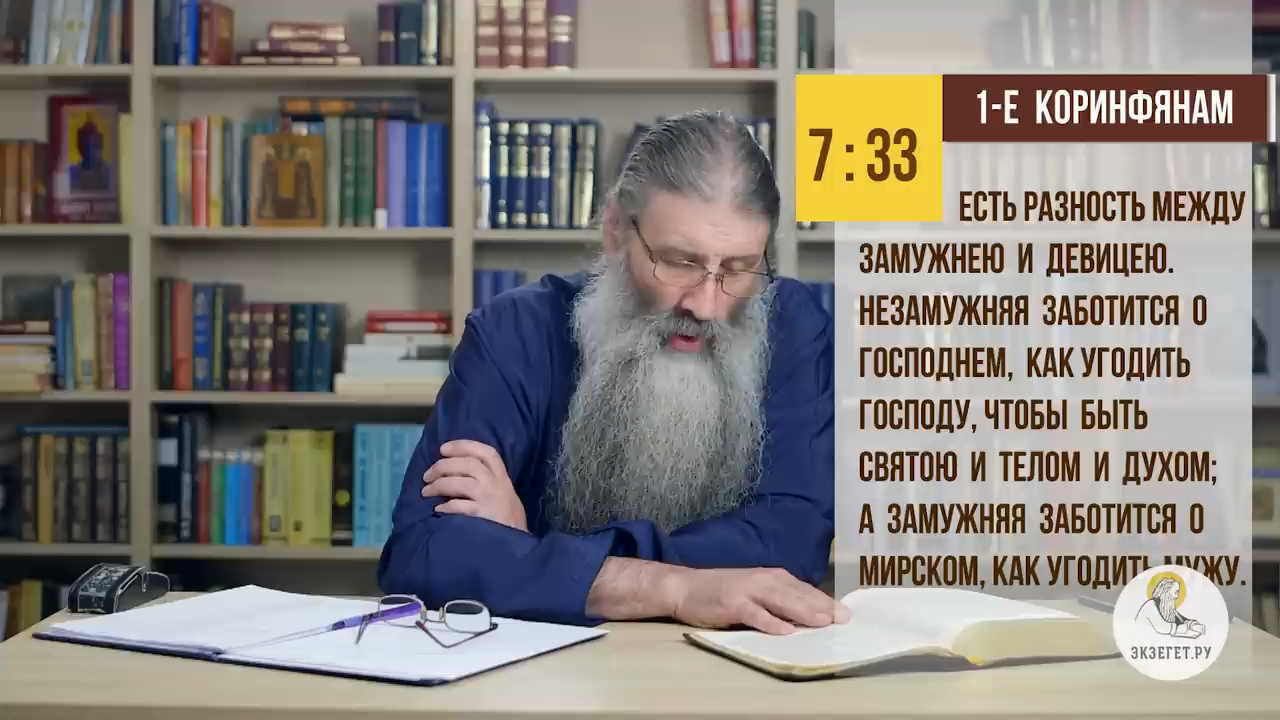 1-Е КОРИНФЯНАМ
7:33
ЕСТЬ РАЗНОСТЬ МЕЖДУ
ЗАМУЖНЕЮ И ДЕВИЦЕЮ.
НЕЗАМУЖНЯЯ ЗАБОТИТСЯ О
ГОСПОДНЕМ, КАК УГОДИТЬ
ГОСПОДУ, ЧТОБЫ БЫТЬ
СВЯТОЮ И ТЕЛОМ И ДУХОМ;
А ЗАМУЖНЯЯ ЗАБОТИТСЯ О
МИРСКОМ, КАК УГОДИТЬ МУЖУ.
ЭКЗЕГЕТ.РУ